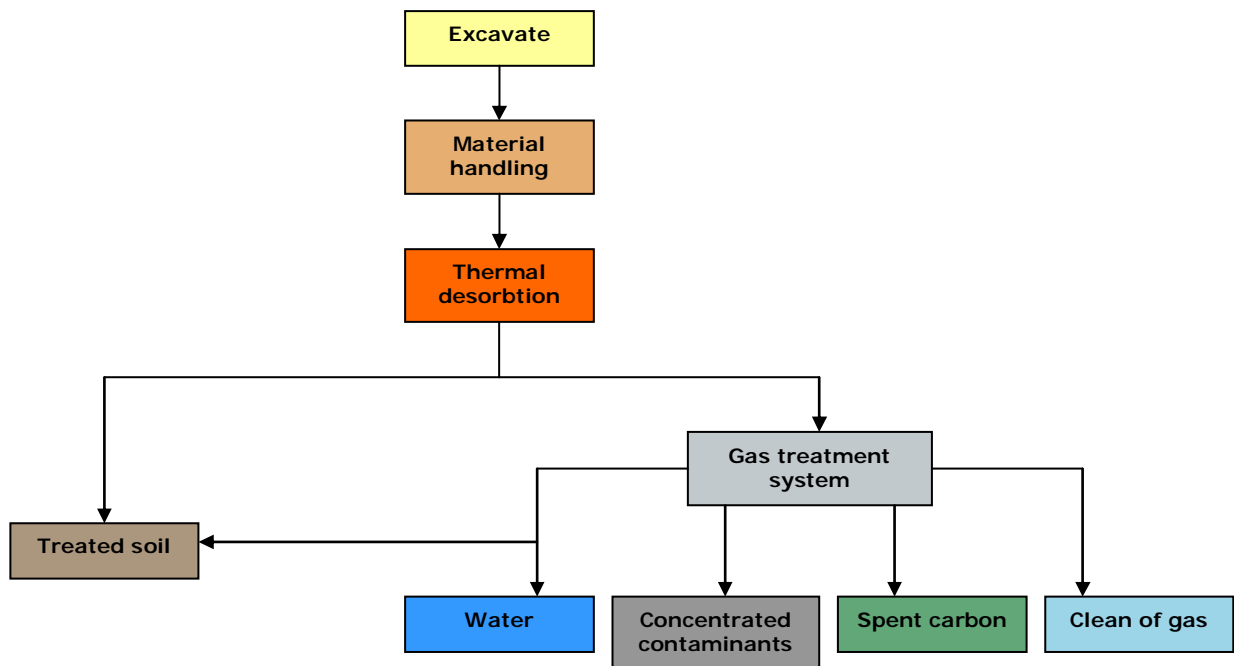 Excavate
Material
handling
Thermal
desorbtion
Gas treatment
system
Treated soil
Water
Concentrated
contaminants
Spent carbon
Clean of gas